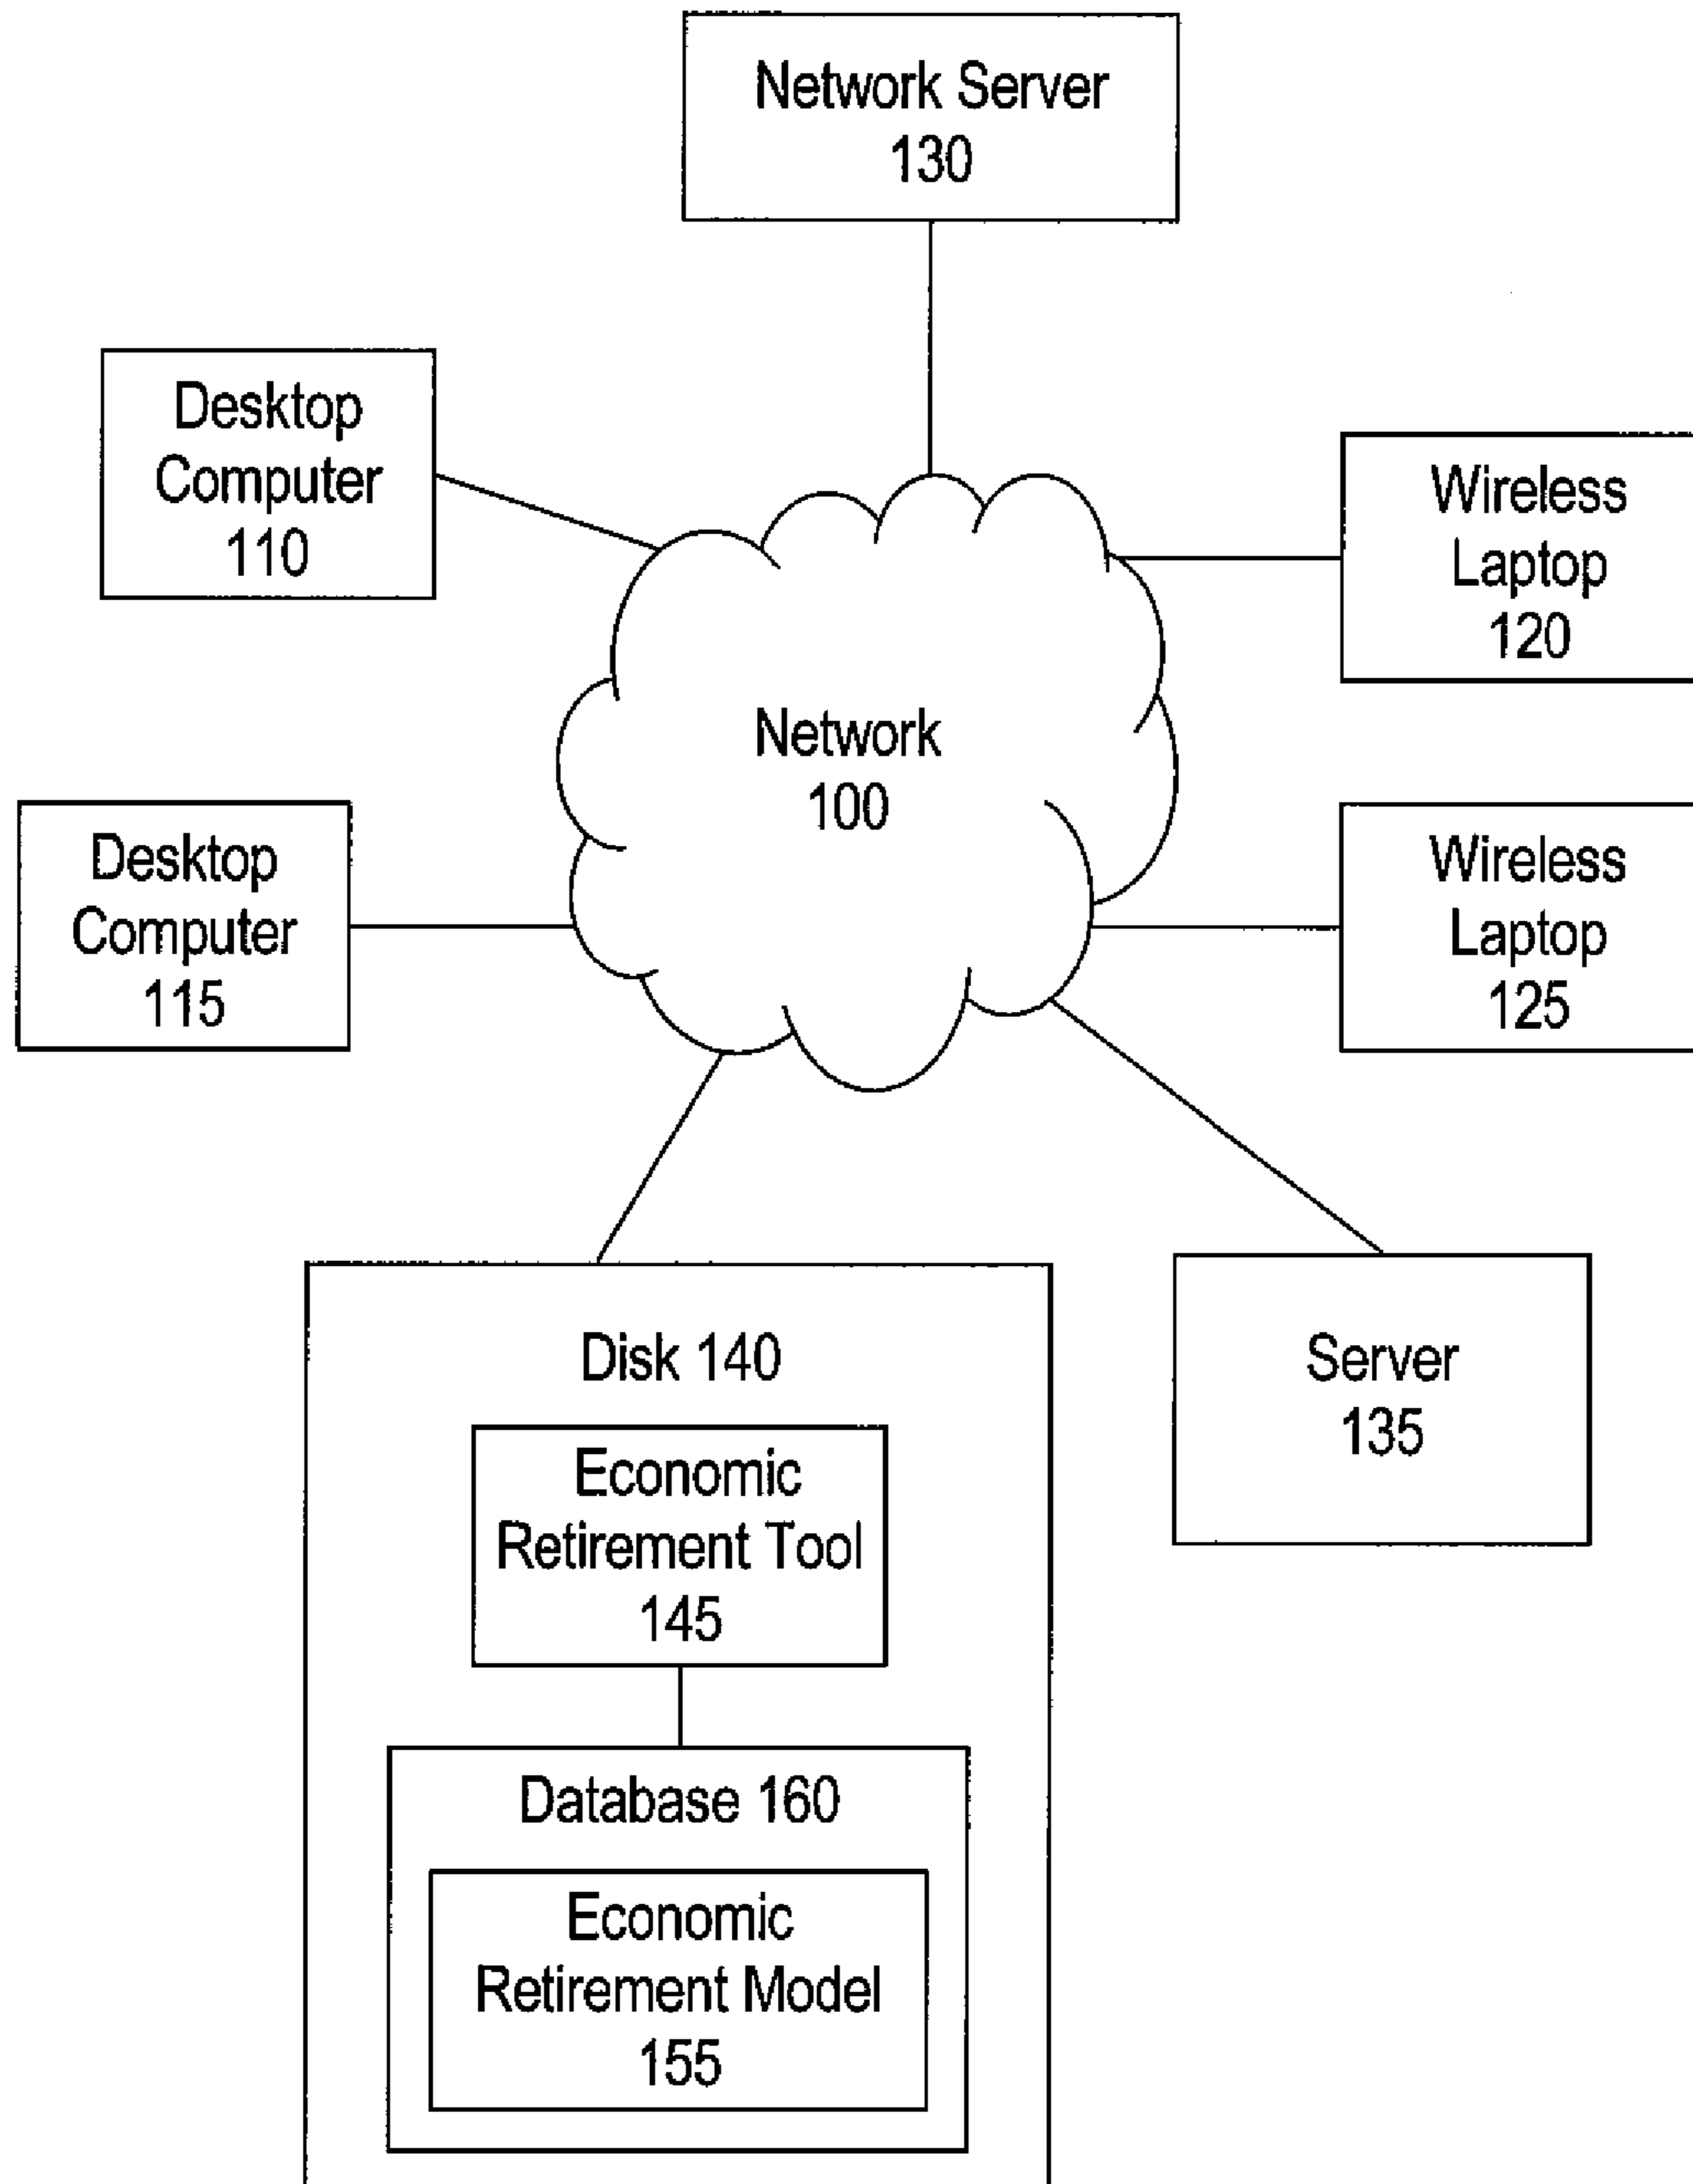 Network Server
130
Desktop
Computer
110
Wireless
Laptop
120
Network
100
Desktop
Computer
115
Wireless
Laptop
125
Disk 140
Economic
Retirement Tool
145
Database 160
Economic
Retirement Model
155
Server
135